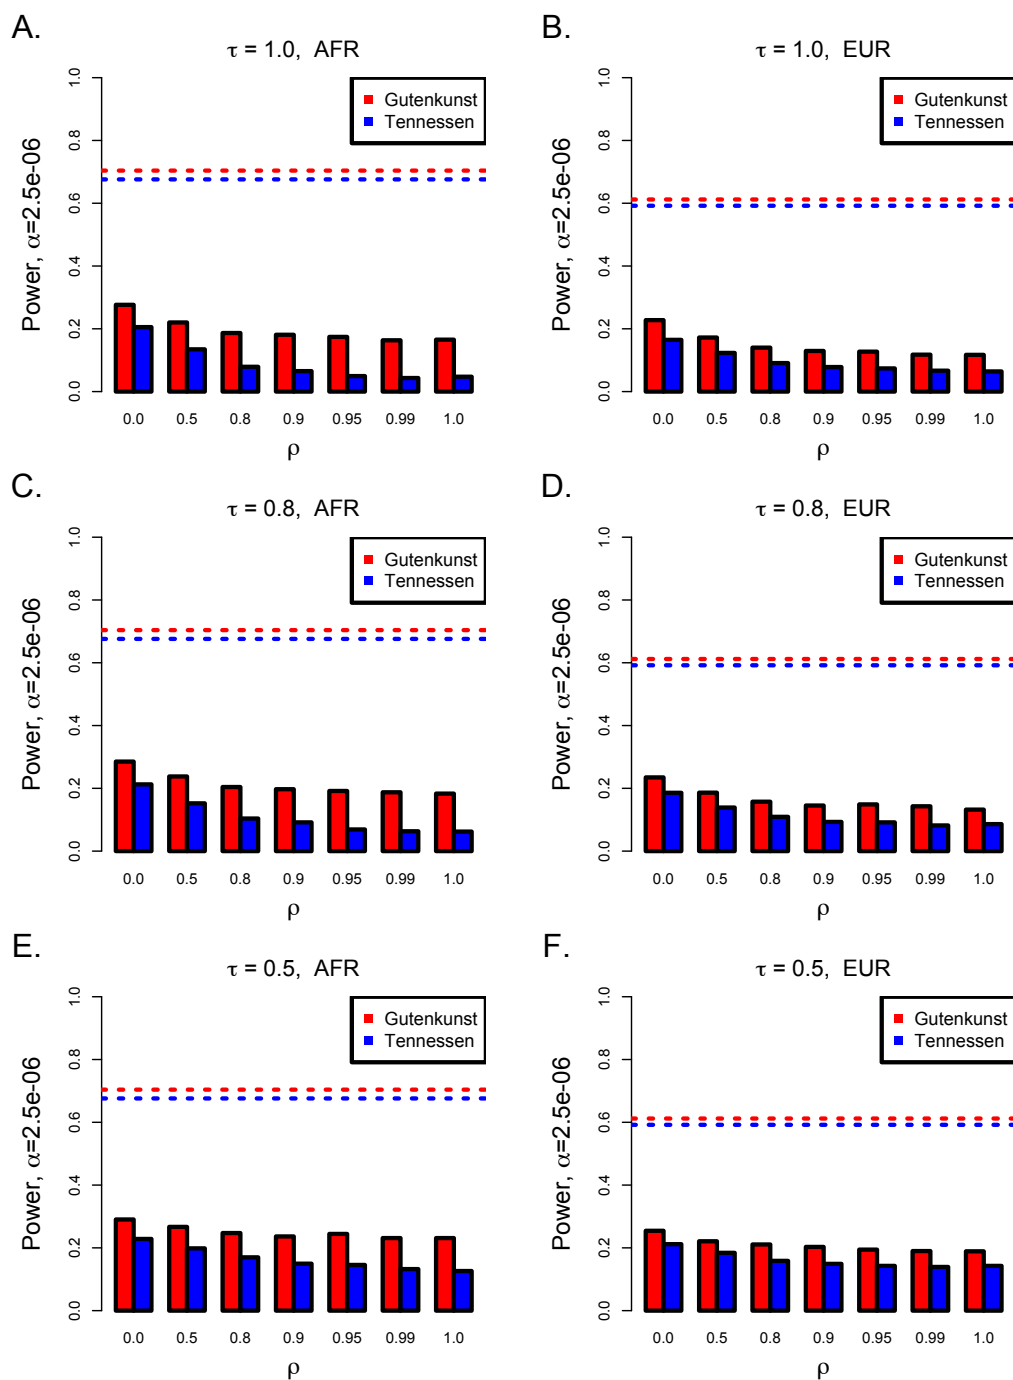 A.
τ = 1.0, AFR
Power, α=2.5e-06
1.0
0.8
0.6
0.4
0.2
0.0
Gutenkunst
Tennessen
0.0 0.5 0.8 0.9 0.95 0.99 1.0
ρ
B.
τ = 1.0, EUR
Power, α=2.5e-06
1.0
0.8
0.6
0.4
0.2
0.0
Gutenkunst
Tennessen
0.0 0.5 0.8 0.9 0.95 0.99 1.0
ρ
C.
τ = 0.8, AFR
Power, α=2.5e-06
1.0
0.8
0.6
0.4
0.2
0.0
Gutenkunst
Tennessen
0.0 0.5 0.8 0.9 0.95 0.99 1.0
ρ
D.
τ = 0.8, EUR
Power, α=2.5e-06
1.0
0.8
0.6
0.4
0.2
0.0
Gutenkunst
Tennessen
0.0 0.5 0.8 0.9 0.95 0.99 1.0
ρ
E.
τ = 0.5, AFR
Power, α=2.5e-06
1.0
0.8
0.6
0.4
0.2
0.0
Gutenkunst
Tennessen
0.0 0.5 0.8 0.9 0.95 0.99 1.0
ρ
F.
τ = 0.5, EUR
Power, α=2.5e-06
1.0
0.8
0.6
0.4
0.2
0.0
Gutenkunst
Tennessen
0.0 0.5 0.8 0.9 0.95 0.99 1.0
ρ